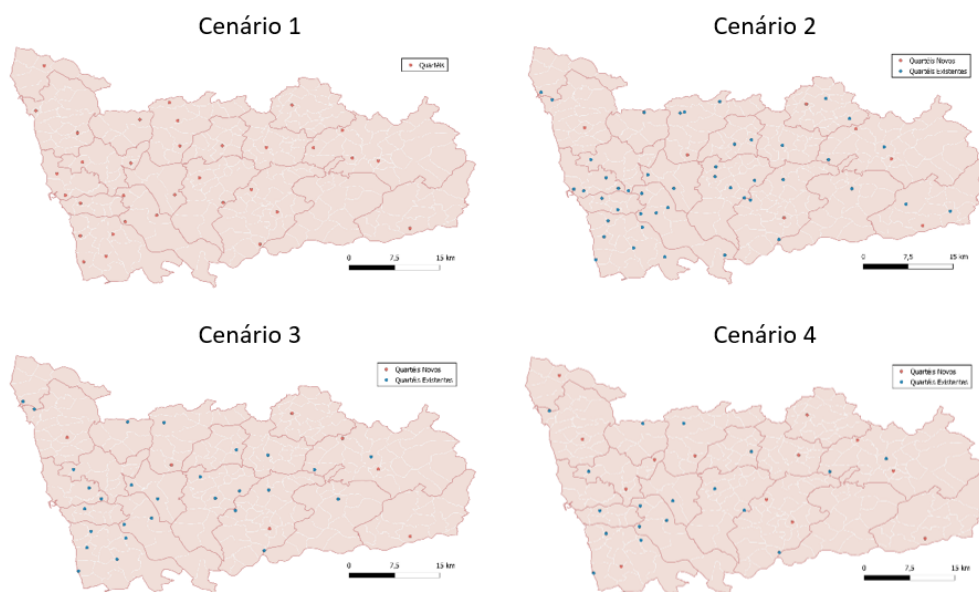 Cenário 1
Quartéis
0 7,5 15 km
Cenário 2
Quartéis Novos
Quartéis Existentes
0 7,5 15 km
Cenário 3
Quartéis Novos
Quartéis Existentes
0 7,5 15 km
Cenário 4
Quartéis Novos
Quartéis Existentes
0 7,5 15 km